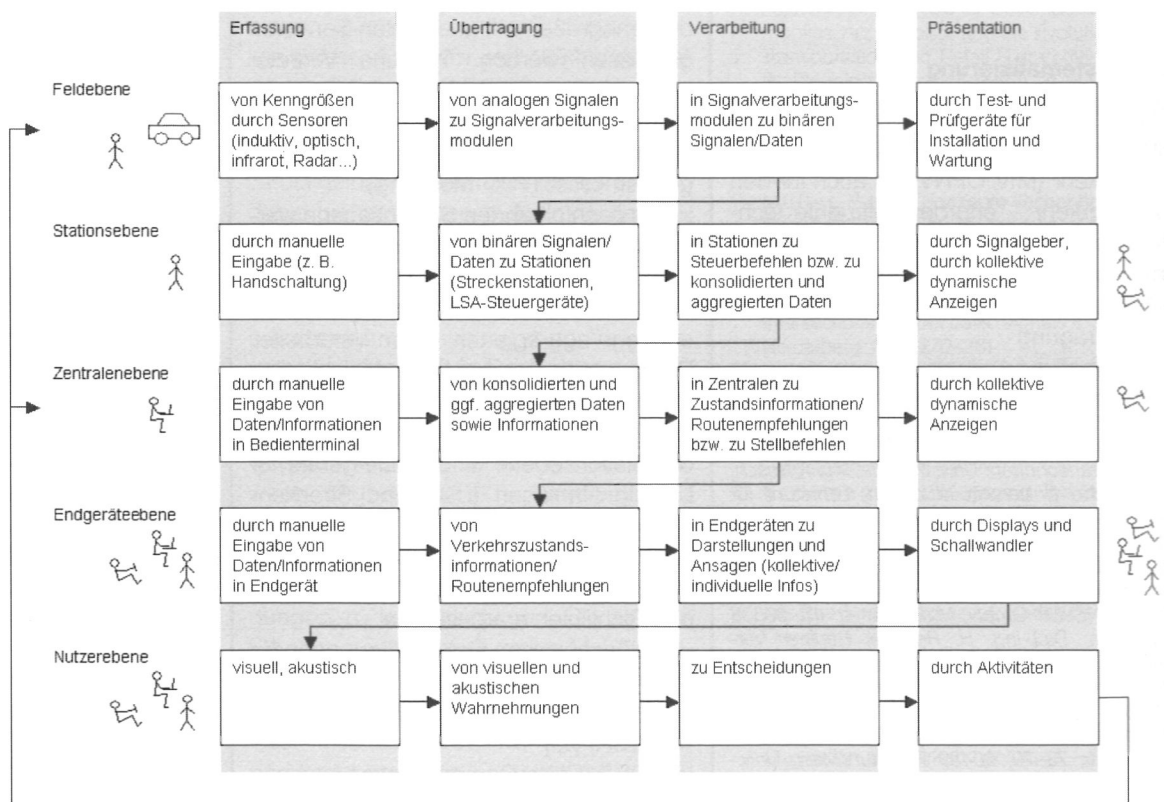 Erfassung
Übertragung
Verarbeitung
Präsentation
Feldebene
von Kenngrößen
durch Sensoren
(induktiv, optisch,
infrarot, Radar...)
von analogen Signalen
zu Signalverarbeitungs-
modulen
in Signalverarbeitungs-
modulen zu binären
Signalen/Daten
durch Test- und
Prüfgeräte für
Installation und
Wartung
Stationsebene
durch manuelle
Eingabe (z. B.
Handschaltung)
von binären Signalen/
Daten zu Stationen
(Streckenstationen,
LSA-Steuergeräte)
in Stationen zu
Steuerbefehlen bzw. zu
konsolidierten und
aggregierten Daten
durch Signalgeber,
durch kollektive
dynamische
Anzeigen
Zentralenebene
durch manuelle
Eingabe von
Daten/Informationen
in Bedienterminal
von konsolidierten und
ggf. aggregierten Daten
sowie Informationen
in Zentralen zu
Zustandsinformationen/
Routenempfehlungen
bzw. zu Stellbefehlen
durch kollektive
dynamische
Anzeigen
Endgeräteebene
durch manuelle
Eingabe von
Daten/Informationen
in Endgerät
von
Verkehrszustands-
informationen/
Routenempfehlungen
in Endgeräten zu
Darstellungen und
Ansagen (kollektive/
individuelle Infos)
durch Displays und
Schallwandler
Nutzerebene
visuell, akustisch
von visuellen und
akustischen
Wahrnehmungen
zu Entscheidungen
durch Aktivitäten